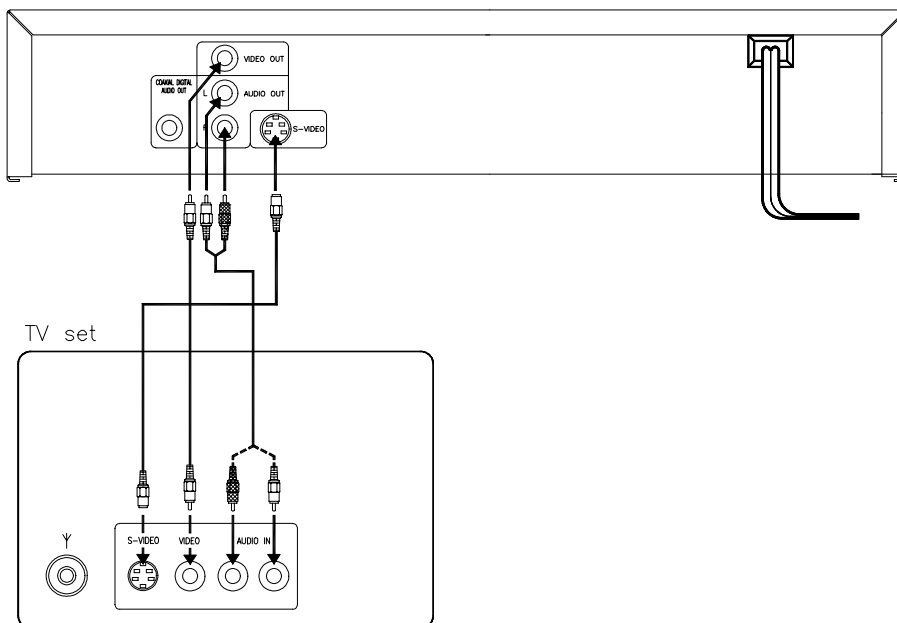 VIDEO OUT
COAXIAL DIGITAL
AUDIO OUT
L
AUDIO OUT
R
S-VIDEO
TV set
S-VIDEO
VIDEO
AUDIO IN